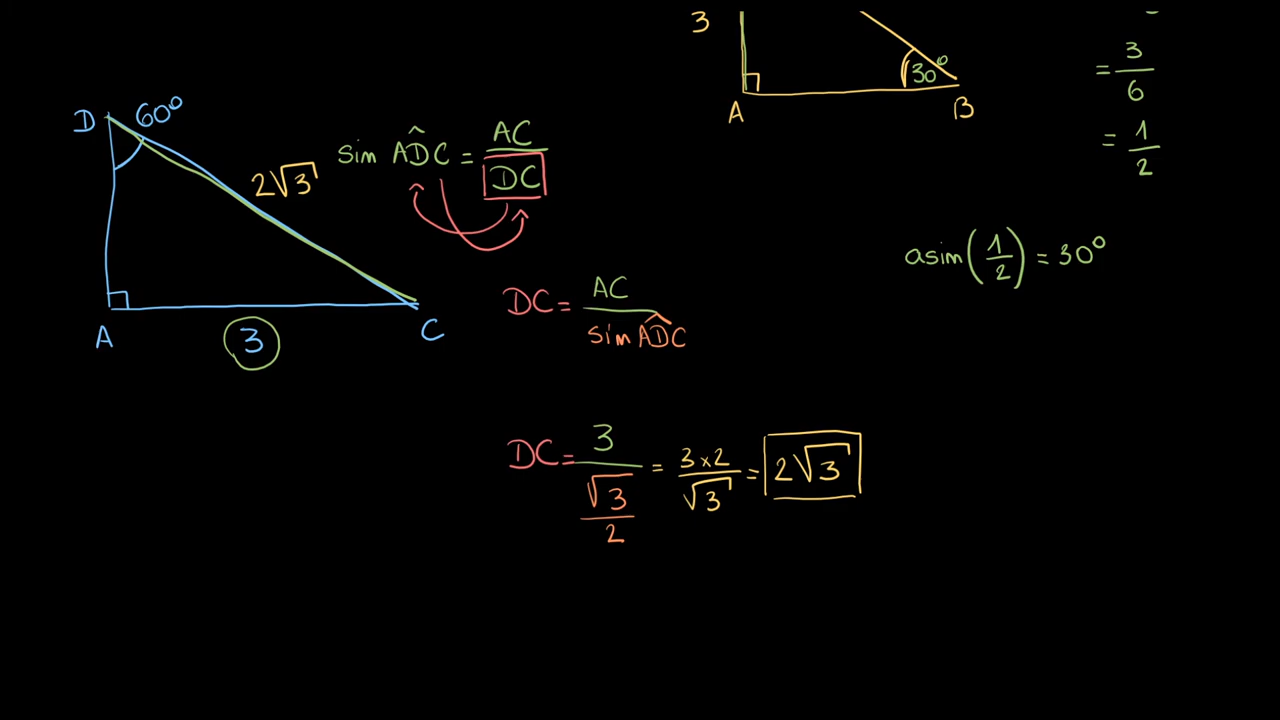 D 60°
2√3
A
C
3
sin AD̂C = AC/DC
DC = AC/sin AD̂C
DC = 3/(√3/2) = 3×2/√3 = 2√3
3
30°
A
B
= 3/6
= 1/2
asin(1/2) = 30°